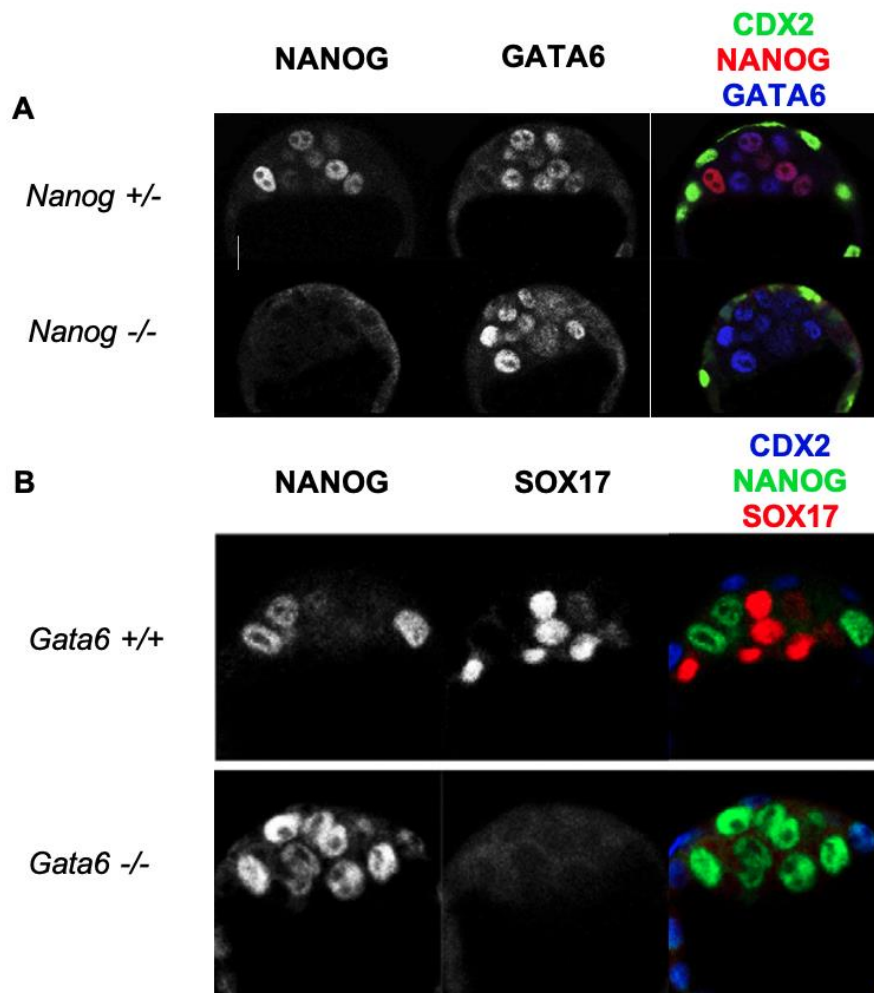 CDX2
NANOG GATA6 NANOG
GATA6
A
Nanog +/-
Nanog -/-
CDX2
B NANOG SOX17 NANOG
SOX17
Gata6 +/+
Gata6 -/-